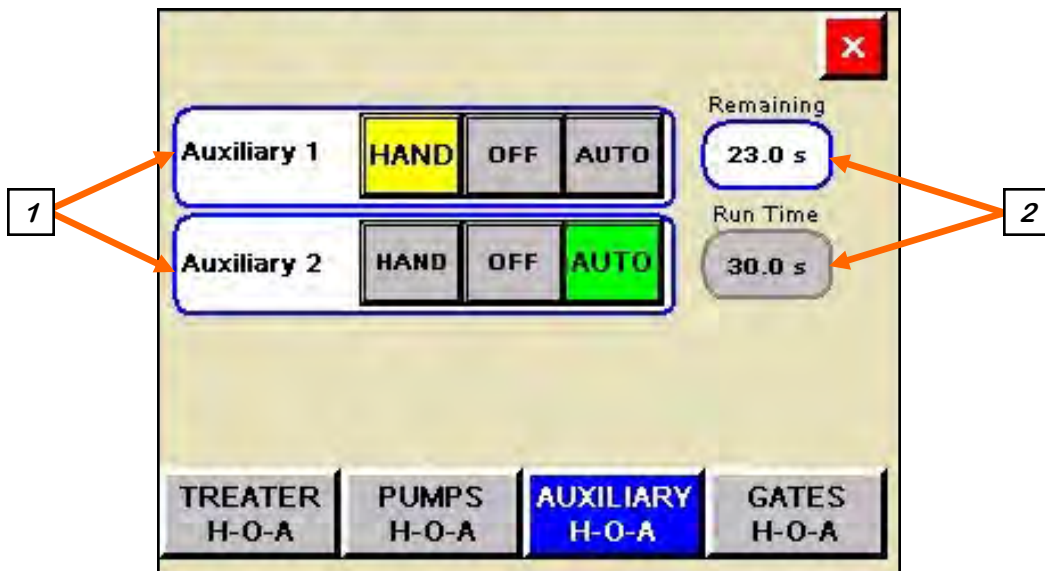 X
Remaining
Auxiliary 1 HAND OFF AUTO 23.0 s
1
Run Time
2
Auxiliary 2 HAND OFF AUTO 30.0 s
TREATER PUMPS AUXILIARY GATES
H-O-A H-O-A H-O-A H-O-A